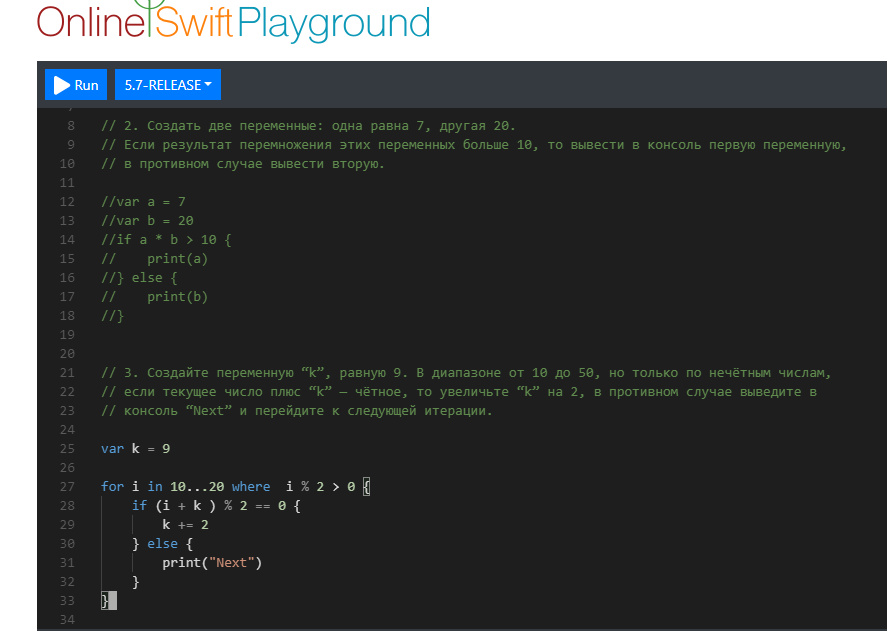 Online Swift Playground
Run 5.7-RELEASE
8 // 2. Создать две переменные: одна равна 7, другая 20.
9 // Если результат перемножения этих переменных больше 10, то вывести в консоль первую переменную,
10 // в противном случае вывести вторую.
11
12 //var a = 7
13 //var b = 20
14 //if a * b > 10 {
15 //    print(a)
16 //} else {
17 //    print(b)
18 //}
19
20
21 // 3. Создайте переменную “k”, равную 9. В диапазоне от 10 до 50, но только по нечётным числам,
22 // если текущее число плюс “k” — чётное, то увеличьте “k” на 2, в противном случае выведите в
23 // консоль “Next” и перейдите к следующей итерации.
24
25 var k = 9
26
27 for i in 10...20 where  i % 2 > 0 {
28     if (i + k ) % 2 == 0 {
29         k += 2
30     } else {
31         print("Next")
32     }
33 }
34